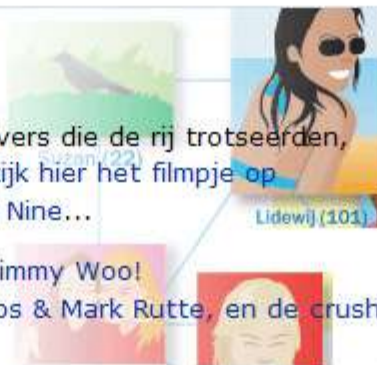 vers die de rij trotseerden,
Suzan (22)
ijk hier het filmpje op
Nine...
Lidewij (101)
immy Woo!
os & Mark Rutte, en de crush